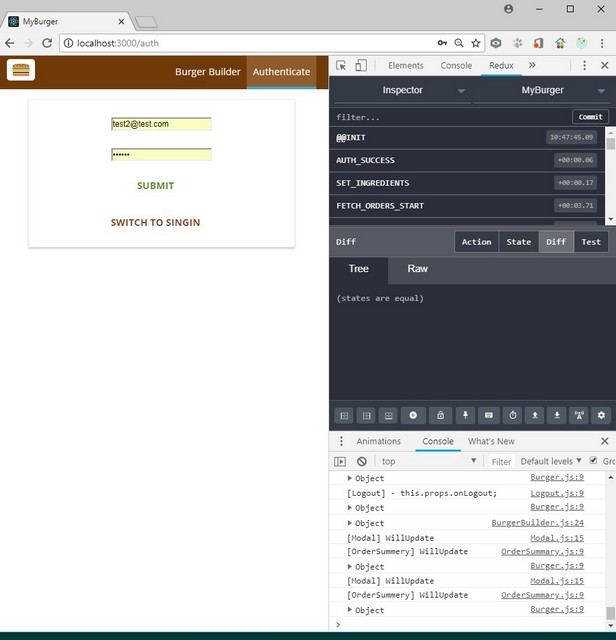 MyBurger
localhost:3000/auth
Burger Builder Authenticate
test2@test.com
••••••
SUBMIT
SWITCH TO SINGIN
Elements Console Redux »
Inspector MyBurger
filter... Commit
@@INIT 10:47:45.09
AUTH_SUCCESS +00:00.06
SET_INGREDIENTS +00:00.17
FETCH_ORDERS_START +00:03.71
Diff Action State Diff Test
Tree Raw
(states are equal)
Animations Console What's New
top Filter Default levels Gro
Object Burger.js:9
[Logout] - this.props.onLogout; Logout.js:9
Object Burger.js:9
Object BurgerBuilder.js:24
[Modal] WillUpdate Modal.js:15
[OrderSummery] WillUpdate OrderSummary.js:9
Object Burger.js:9
[Modal] WillUpdate Modal.js:15
[OrderSummery] WillUpdate OrderSummary.js:9
Object Burger.js:9